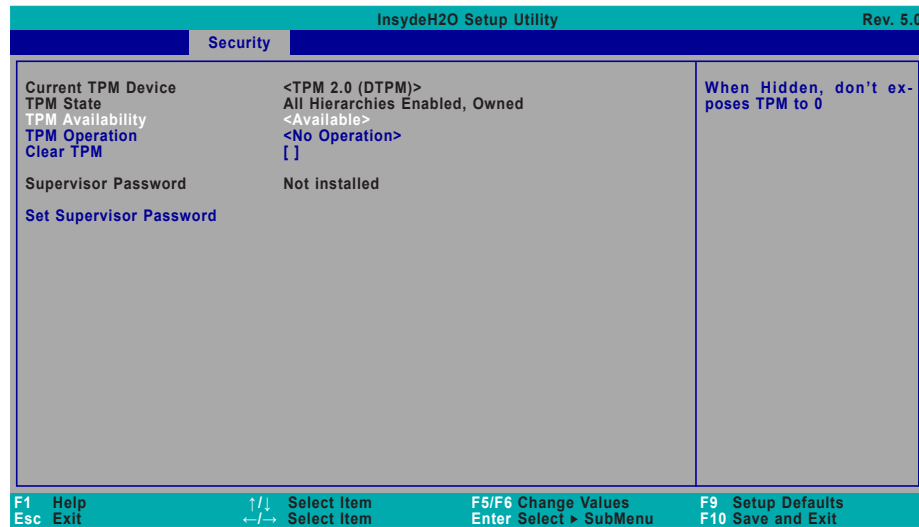 InsydeH2O Setup Utility Rev. 5.0
Security
Current TPM Device <TPM 2.0 (DTPM)>
TPM State All Hierarchies Enabled, Owned
TPM Availability <Available>
TPM Operation <No Operation>
Clear TPM [ ]
Supervisor Password Not installed
Set Supervisor Password
When Hidden, don't ex-
poses TPM to 0
F1 Help ↑/↓ Select Item F5/F6 Change Values F9 Setup Defaults
Esc Exit ←/→ Select Item Enter Select ▶ SubMenu F10 Save and Exit